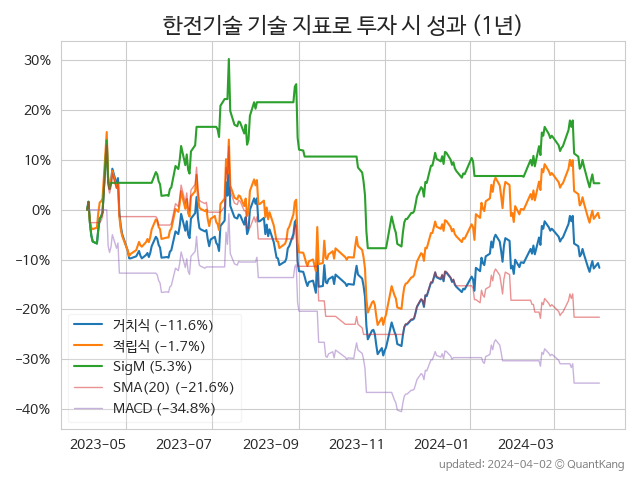 한전기술 기술 지표로 투자 시 성과 (1년)
30%
20%
10%
0%
−10%
−20%
−30%
−40%
거치식 (−11.6%)
적립식 (−1.7%)
SigM (5.3%)
SMA(20) (−21.6%)
MACD (−34.8%)
2023-05 2023-07 2023-09 2023-11 2024-01 2024-03
updated: 2024-04-02 © QuantKang